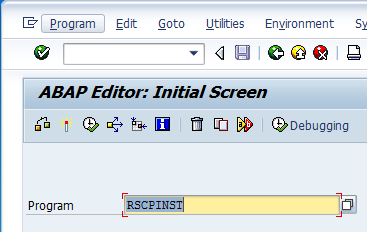 Program Edit Goto Utilities Environment
ABAP Editor: Initial Screen
Debugging
Program RSCPINST